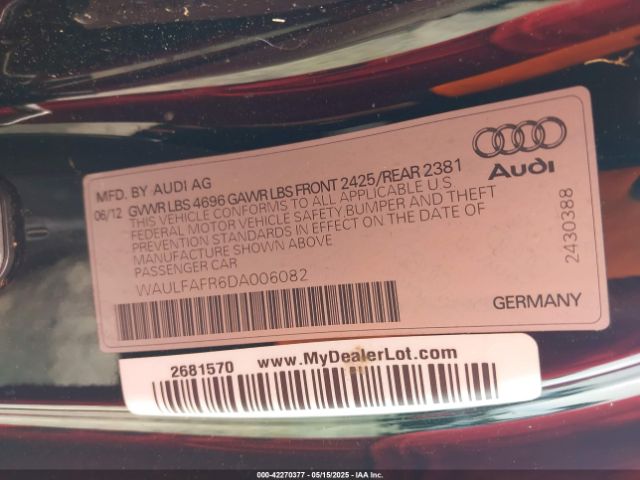 MFD. BY AUDI AG
06/12 GVWR LBS 4696 GAWR LBS FRONT 2425/REAR 2381
THIS VEHICLE CONFORMS TO ALL APPLICABLE U.S.
FEDERAL MOTOR VEHICLE SAFETY BUMPER AND THEFT
PREVENTION STANDARDS IN EFFECT ON THE DATE OF
MANUFACTURE SHOWN ABOVE
PASSENGER CAR
WAULFAFR6DA006082
Audi
2430388
GERMANY
2681570 www.MyDealerLot.com
000-42270377 - 05/15/2025 - IAAI.COM